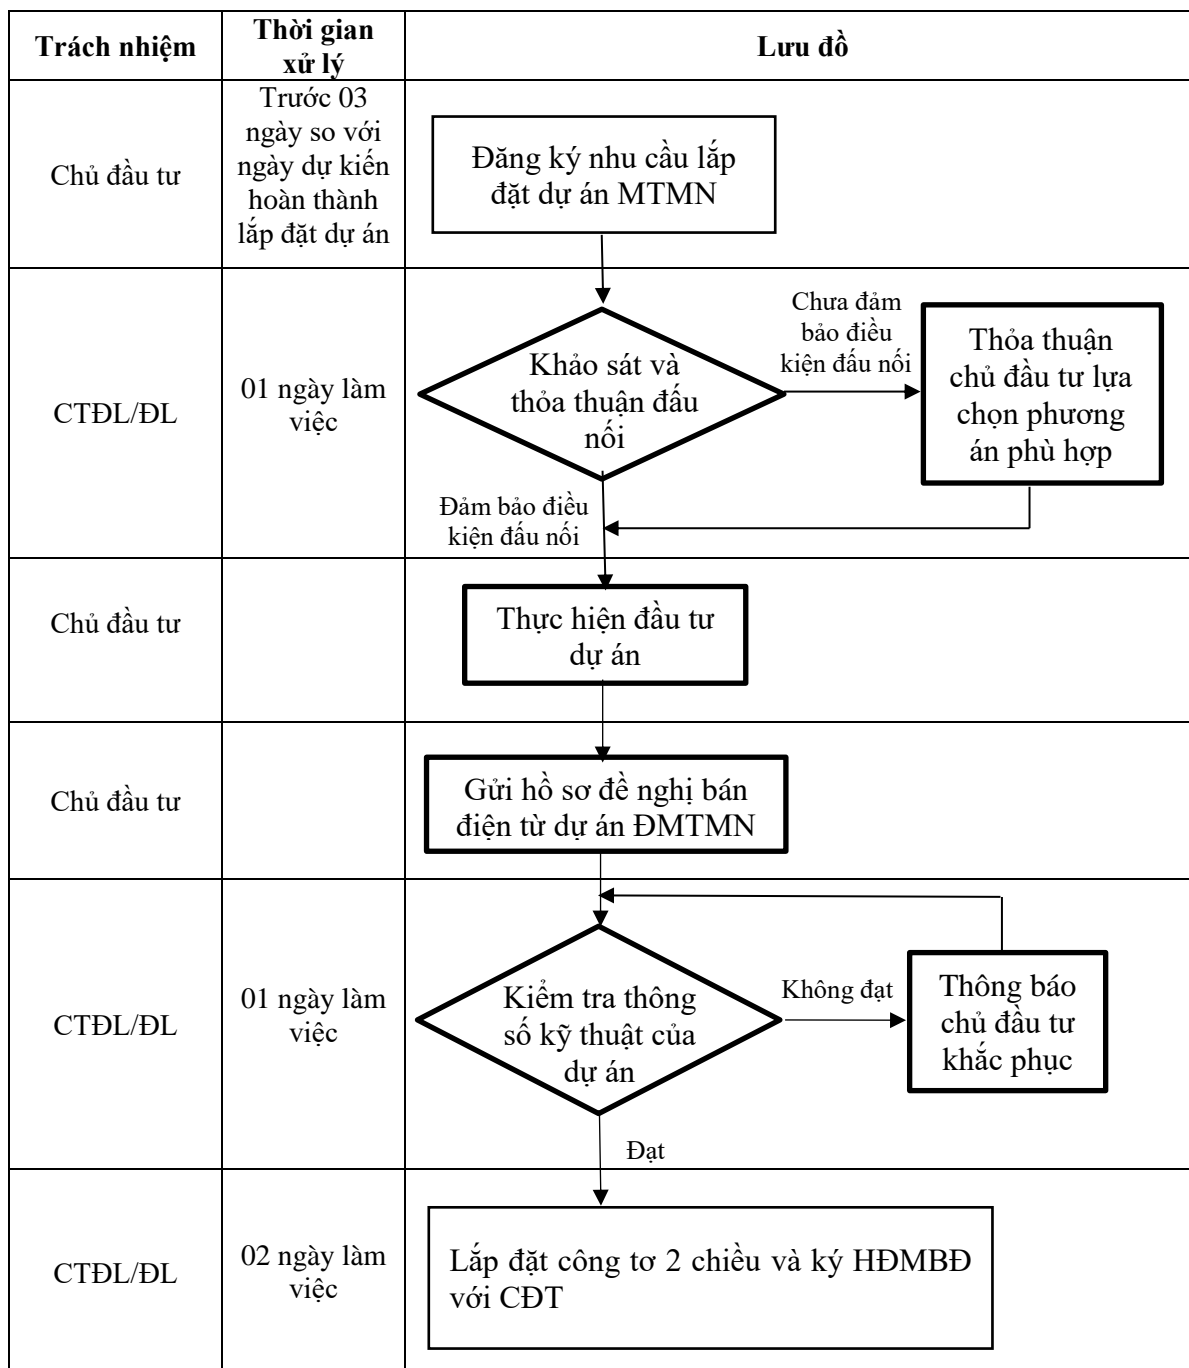 Trách nhiệm
Thời gian
xử lý
Lưu đồ
Chủ đầu tư
Trước 03
ngày so với
ngày dự kiến
hoàn thành
lắp đặt dự án
Đăng ký nhu cầu lắp
đặt dự án MTMN
CTĐL/ĐL
01 ngày làm
việc
Khảo sát và
thỏa thuận đấu
nối
Chưa đảm
bảo điều
kiện đấu nối
Thỏa thuận
chủ đầu tư lựa
chọn phương
án phù hợp
Đảm bảo điều
kiện đấu nối
Chủ đầu tư
Thực hiện đầu tư
dự án
Chủ đầu tư
Gửi hồ sơ đề nghị bán
điện từ dự án ĐMTMN
CTĐL/ĐL
01 ngày làm
việc
Kiểm tra thông
số kỹ thuật của
dự án
Không đạt
Thông báo
chủ đầu tư
khắc phục
Đạt
CTĐL/ĐL
02 ngày làm
việc
Lắp đặt công tơ 2 chiều và ký HĐMBĐ
với CĐT